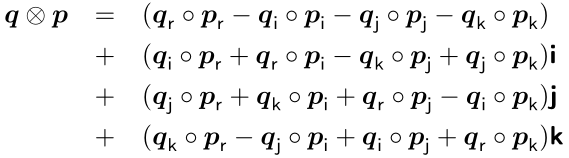 q ⊗ p = (q_r ∘ p_r − q_i ∘ p_i − q_j ∘ p_j − q_k ∘ p_k)
+ (q_i ∘ p_r + q_r ∘ p_i − q_k ∘ p_j + q_j ∘ p_k)i
+ (q_j ∘ p_r + q_k ∘ p_i + q_r ∘ p_j − q_i ∘ p_k)j
+ (q_k ∘ p_r − q_j ∘ p_i + q_i ∘ p_j + q_r ∘ p_k)k